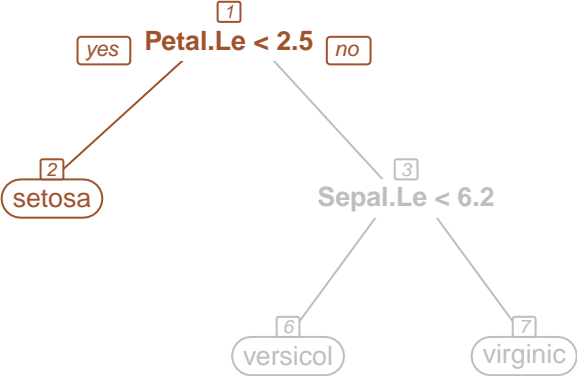 1
yes Petal.Le < 2.5 no
2 3
setosa Sepal.Le < 6.2
6 7
versicol virginic